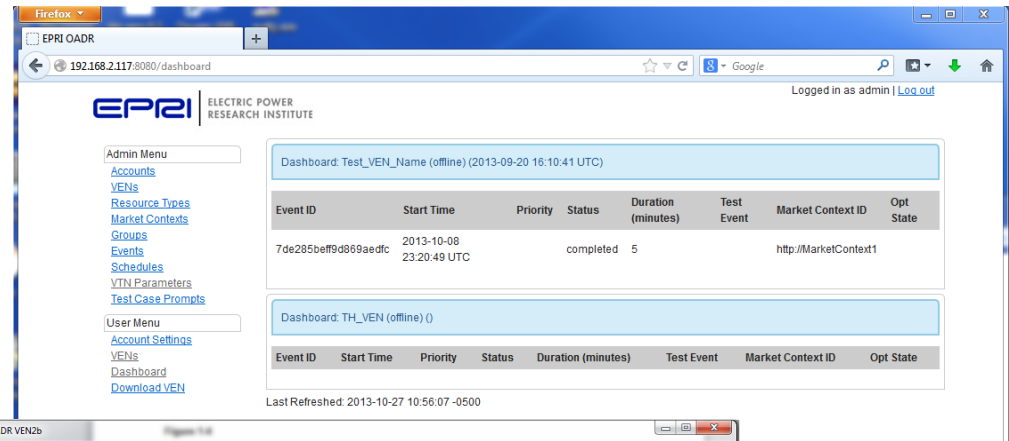 Firefox
EPRI OADR
192.168.2.117:8080/dashboard
Google
Logged in as admin | Log out
EPRI
ELECTRIC POWER
RESEARCH INSTITUTE
Admin Menu
Accounts
VENs
Resource Types
Market Contexts
Groups
Events
Schedules
VTN Parameters
Test Case Prompts
User Menu
Account Settings
VENs
Dashboard
Download VEN
Dashboard: Test_VEN_Name (offline) (2013-09-20 16:10:41 UTC)
Event ID Start Time Priority Status Duration (minutes) Test Event Market Context ID Opt State
7de285beff9d869aedfc 2013-10-08 23:20:49 UTC completed 5 http://MarketContext1
Dashboard: TH_VEN (offline) ()
Event ID Start Time Priority Status Duration (minutes) Test Event Market Context ID Opt State
Last Refreshed: 2013-10-27 10:56:07 -0500
DR VEN2b